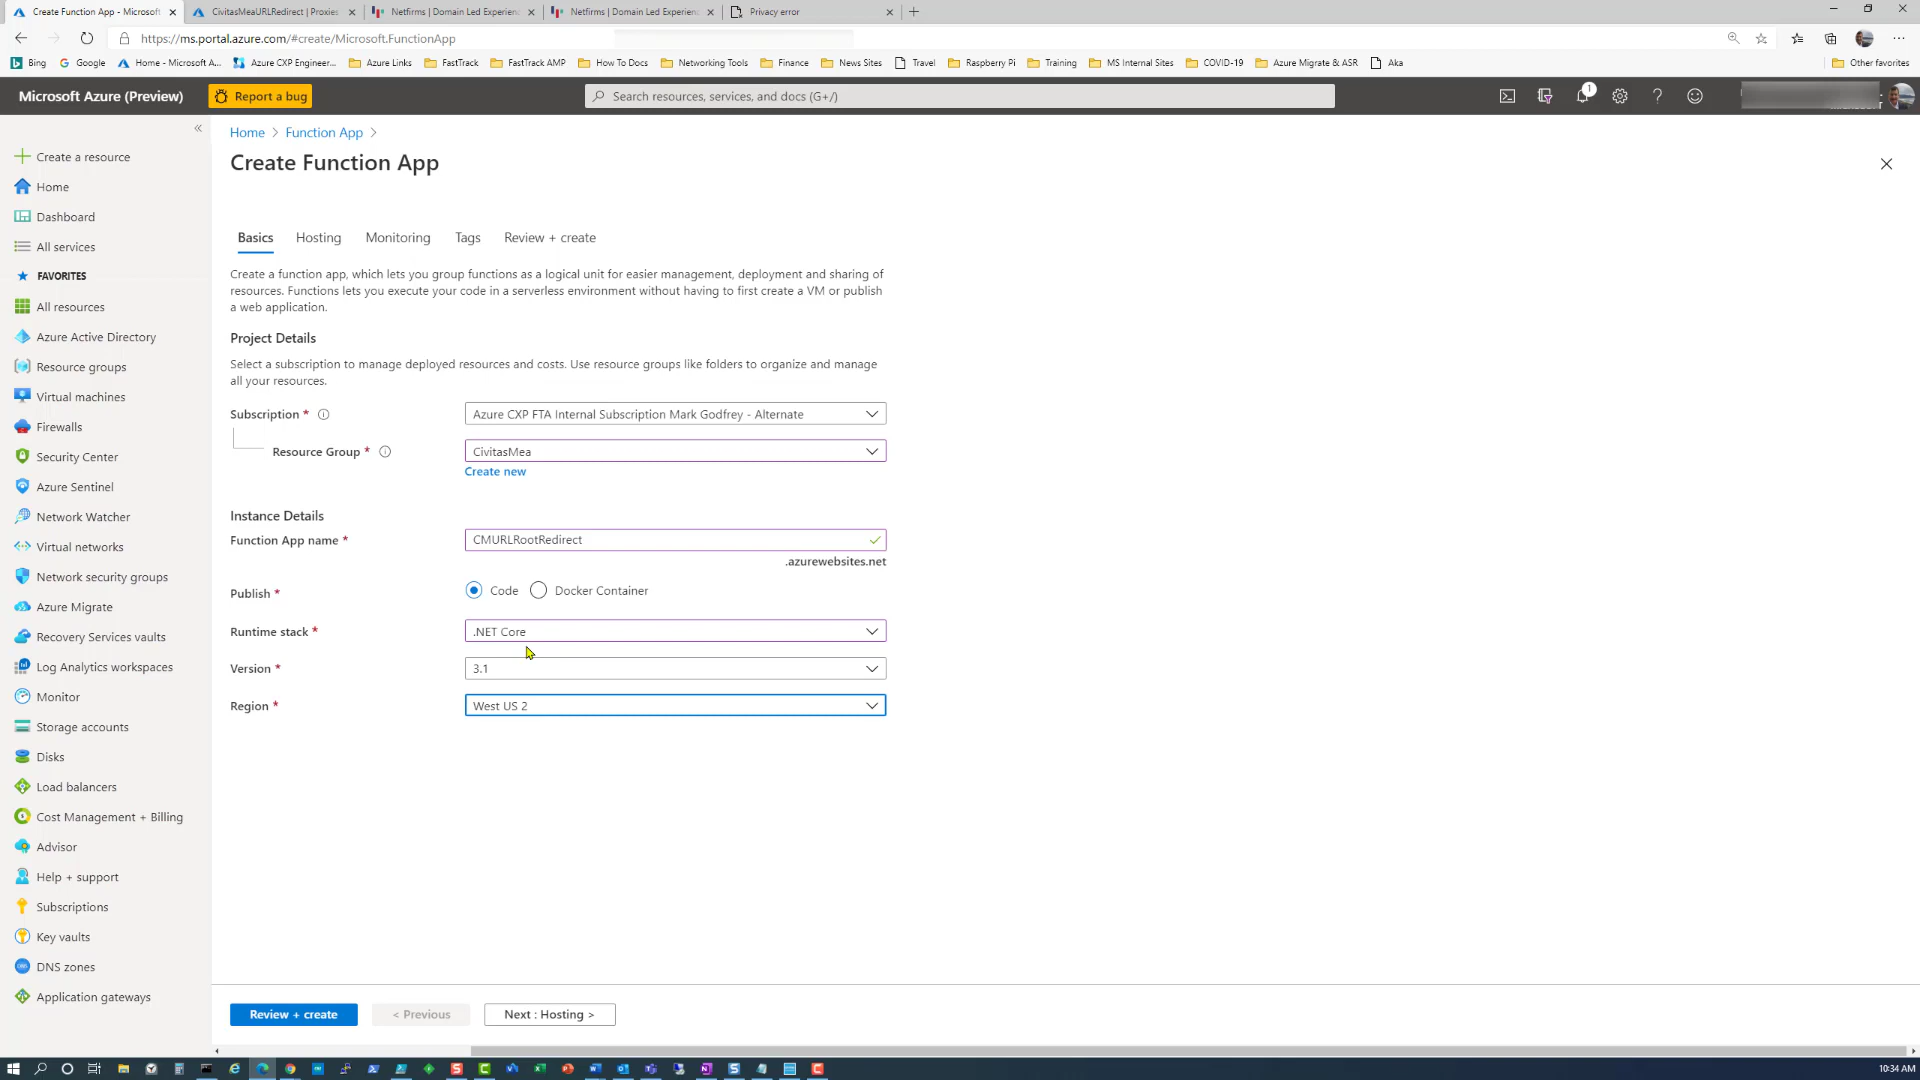 Create Function App - Microsoft
CivitasMeaURLRedirect | Proxies
Netfirms | Domain Led Experien
Netfirms | Domain Led Experien
Privacy error
https://ms.portal.azure.com/#create/Microsoft.FunctionApp
Bing
Google
Home - Microsoft A...
Azure CXP Engineer...
Azure Links
FastTrack
FastTrack AMP
How To Docs
Networking Tools
Finance
News Sites
Travel
Raspberry Pi
Training
MS Internal Sites
COVID-19
Azure Migrate & ASR
Aka
Other favorites
Microsoft Azure (Preview)
Report a bug
Search resources, services, and docs (G+/)
1
Create a resource
Home
Dashboard
All services
FAVORITES
All resources
Azure Active Directory
Resource groups
Virtual machines
Firewalls
Security Center
Azure Sentinel
Network Watcher
Virtual networks
Network security groups
Azure Migrate
Recovery Services vaults
Log Analytics workspaces
Monitor
Storage accounts
Disks
Load balancers
Cost Management + Billing
Advisor
Help + support
Subscriptions
Key vaults
DNS zones
Application gateways
Home > Function App >
Create Function App
Basics Hosting Monitoring Tags Review + create
Create a function app, which lets you group functions as a logical unit for easier management, deployment and sharing of
resources. Functions lets you execute your code in a serverless environment without having to first create a VM or publish
a web application.
Project Details
Select a subscription to manage deployed resources and costs. Use resource groups like folders to organize and manage
all your resources.
Subscription * Azure CXP FTA Internal Subscription Mark Godfrey - Alternate
Resource Group * CivitasMea
Create new
Instance Details
Function App name * CMURLRootRedirect
.azurewebsites.net
Publish * Code Docker Container
Runtime stack * .NET Core
Version * 3.1
Region * West US 2
Review + create
< Previous
Next : Hosting >
10:34 AM